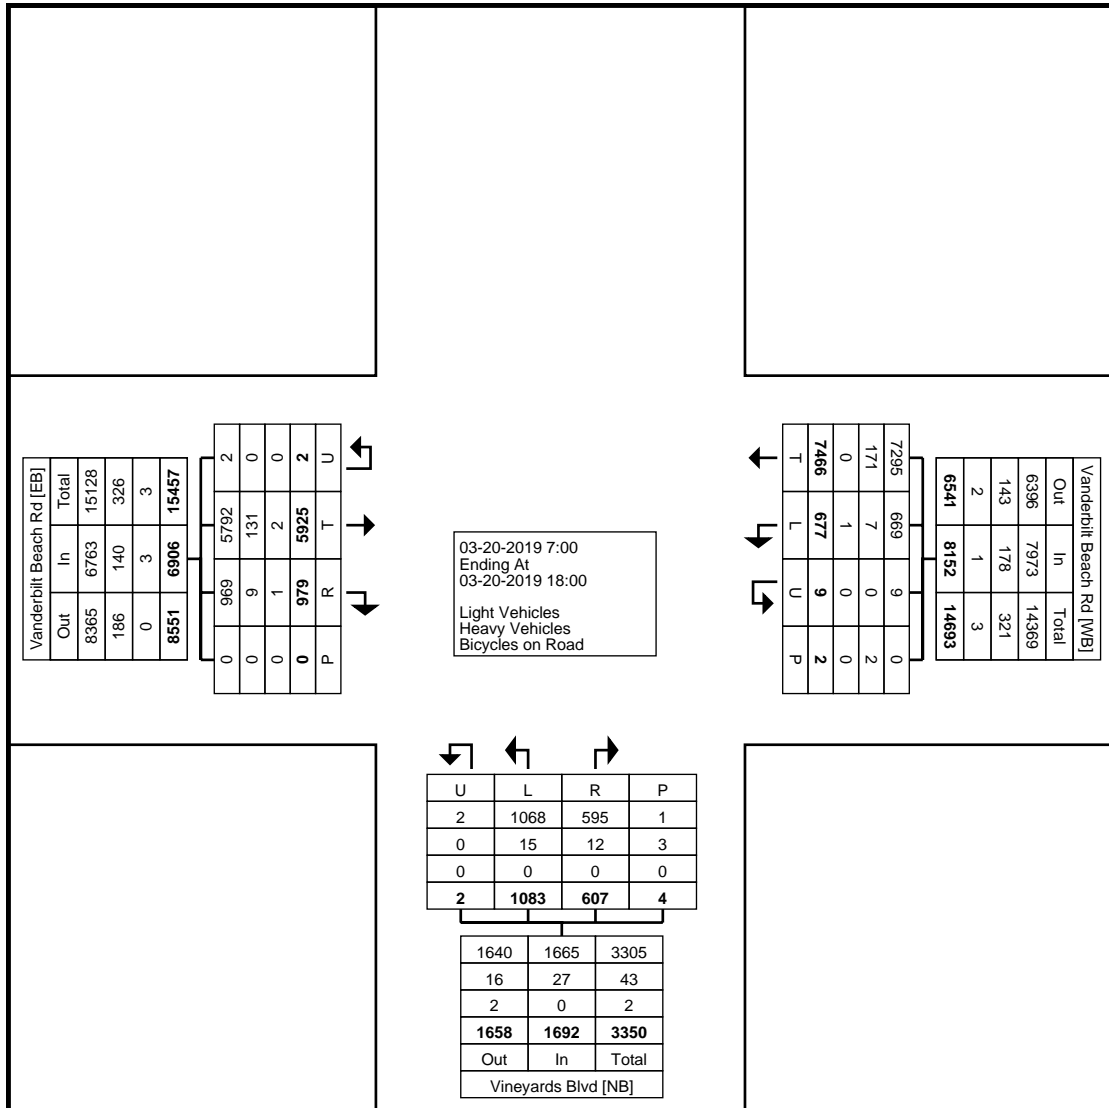 Vanderbilt Beach Rd [EB]
Total In Out
15128 6763 8365
326 140 186
3 3 0
15457 6906 8551
2 5792 969 0
0 131 9 0
0 2 1 0
2 5925 979 0
U T R P
03-20-2019 7:00
Ending At
03-20-2019 18:00
Light Vehicles
Heavy Vehicles
Bicycles on Road
Vanderbilt Beach Rd [WB]
Out In Total
6396 7973 14369
143 178 321
2 1 3
6541 8152 14693
7295 669 9 0
171 7 0 2
0 1 0 0
7466 677 9 2
T L U P
U L R P
2 1068 595 1
0 15 12 3
0 0 0 0
2 1083 607 4
1640 1665 3305
16 27 43
2 0 2
1658 1692 3350
Out In Total
Vineyards Blvd [NB]